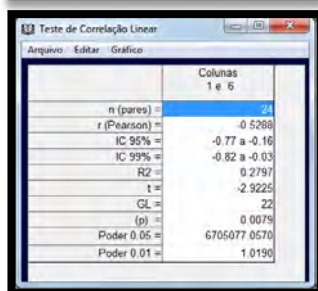 Teste de Correlação Linear
Arquivo Editar Gráfico
Colunas
1 e 6
n (pares) = 24
r (Pearson) = -0.5288
IC 95% = -0.77 a -0.16
IC 99% = -0.82 a -0.03
R2 = 0.2797
t = -2.9225
GL = 22
(p) = 0.0079
Poder 0.05 = 6705077.0570
Poder 0.01 = 1.0190